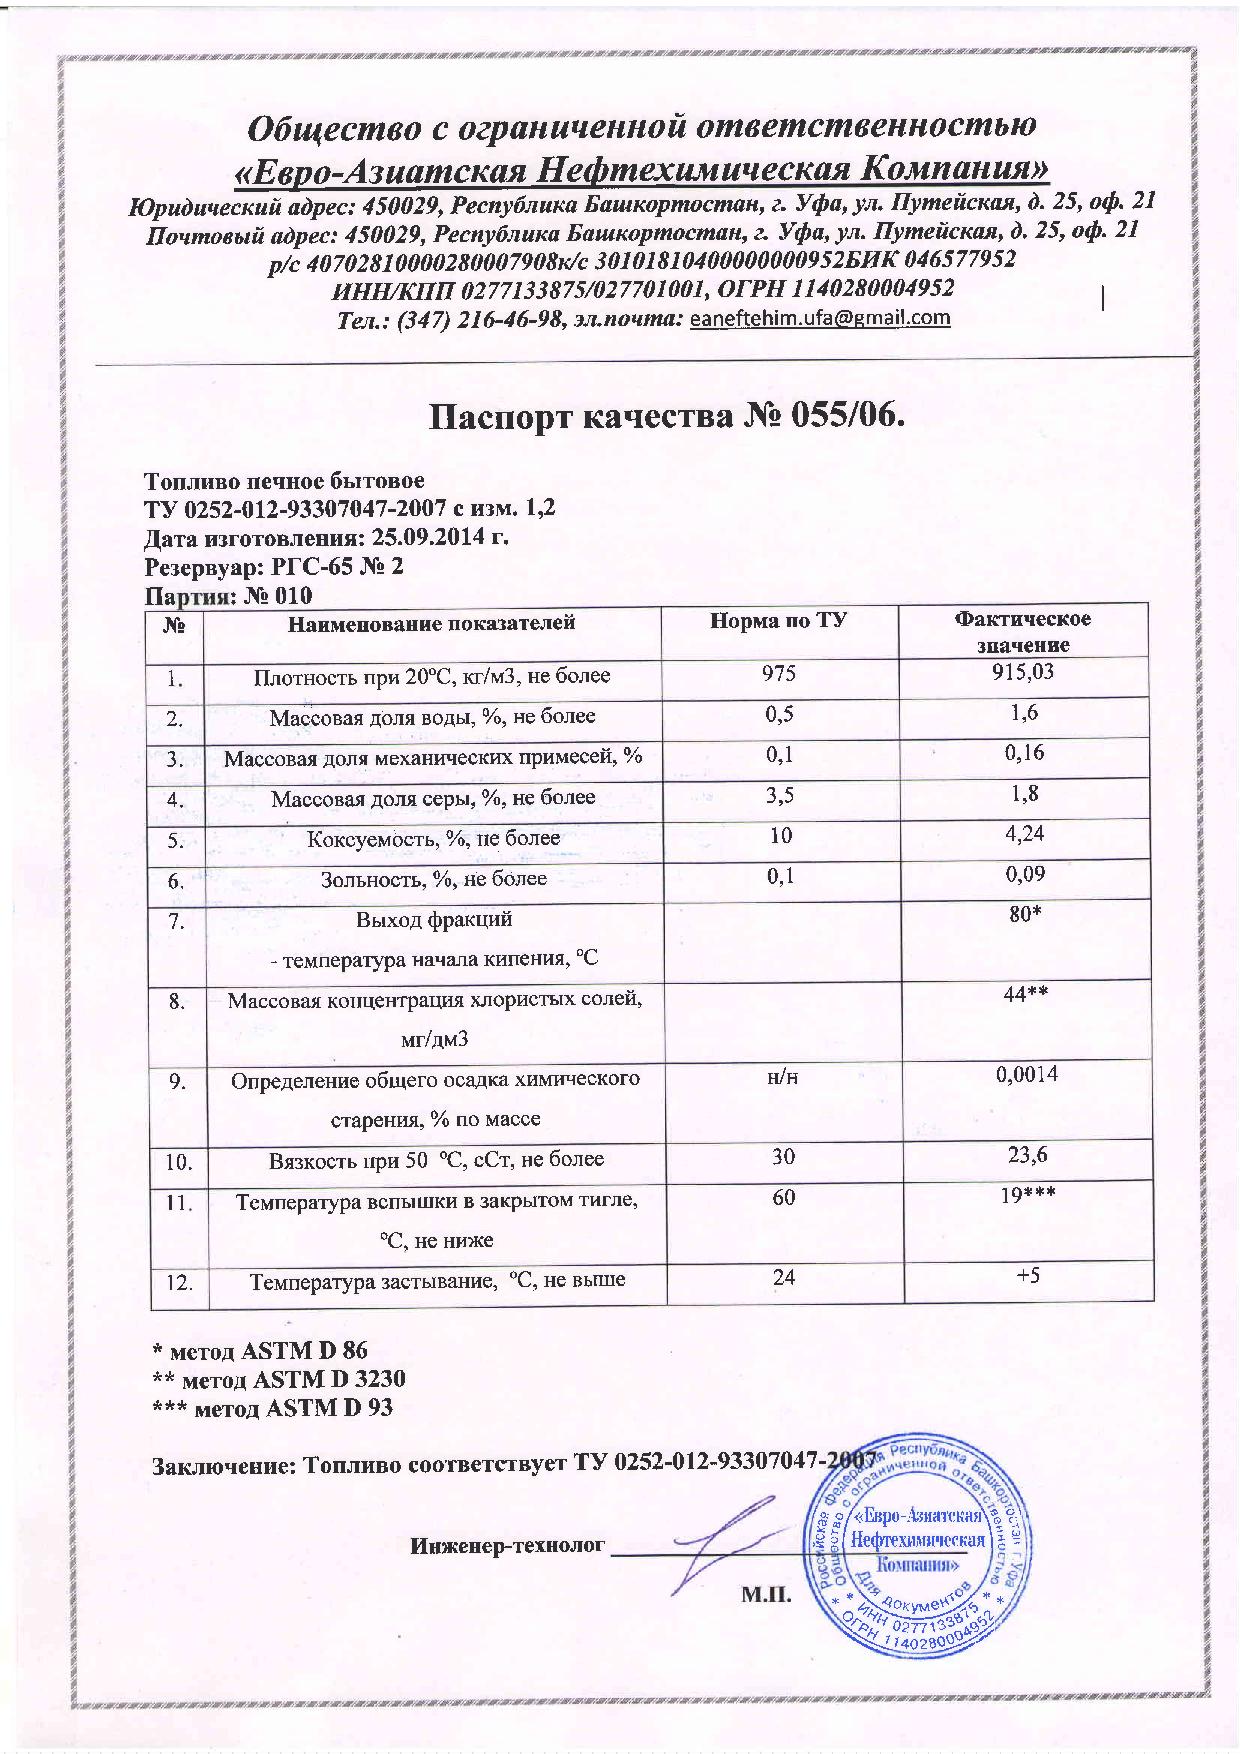 Общество с ограниченной ответственностью
«Евро-Азиатская Нефтехимическая Компания»
Юридический адрес: 450029, Республика Башкортостан, г. Уфа, ул. Путейская, д. 25, оф. 21
Почтовый адрес: 450029, Республика Башкортостан, г. Уфа, ул. Путейская, д. 25, оф. 21
р/с 40702810000280007908к/с 30101810400000000952БИК 046577952
ИНН/КПП 0277133875/027701001, ОГРН 1140280004952
Тел.: (347) 216-46-98, эл.почта: eaneftehim.ufa@gmail.com
Паспорт качества № 055/06.
Топливо печное бытовое
ТУ 0252-012-93307047-2007 с изм. 1,2
Дата изготовления: 25.09.2014 г.
Резервуар: РГС-65 № 2
Партия: № 010
№ Наименование показателей Норма по ТУ Фактическое
значение
1. Плотность при 20ºС, кг/м3, не более 975 915,03
2. Массовая доля воды, %, не более 0,5 1,6
3. Массовая доля механических примесей, % 0,1 0,16
4. Массовая доля серы, %, не более 3,5 1,8
5. Коксуемость, %, не более 10 4,24
6. Зольность, %, не более 0,1 0,09
7. Выход фракций 80*
- температура начала кипения, ºС
8. Массовая концентрация хлористых солей, 44**
мг/дм3
9. Определение общего осадка химического н/н 0,0014
старения, % по массе
10. Вязкость при 50 ºС, сСт, не более 30 23,6
11. Температура вспышки в закрытом тигле, 60 19***
ºС, не ниже
12. Температура застывание, ºС, не выше 24 +5
* метод ASTM D 86
** метод ASTM D 3230
*** метод ASTM D 93
Заключение: Топливо соответствует ТУ 0252-012-93307047-2007
Инженер-технолог
М.П.
Российская Федерация Республика Башкортостан г.Уфа
Общество с ограниченной ответственностью
«Евро-Азиатская
Нефтехимическая
Компания»
Для документов
* ИНН 0277133875 *
* ОГРН 1140280004952 *